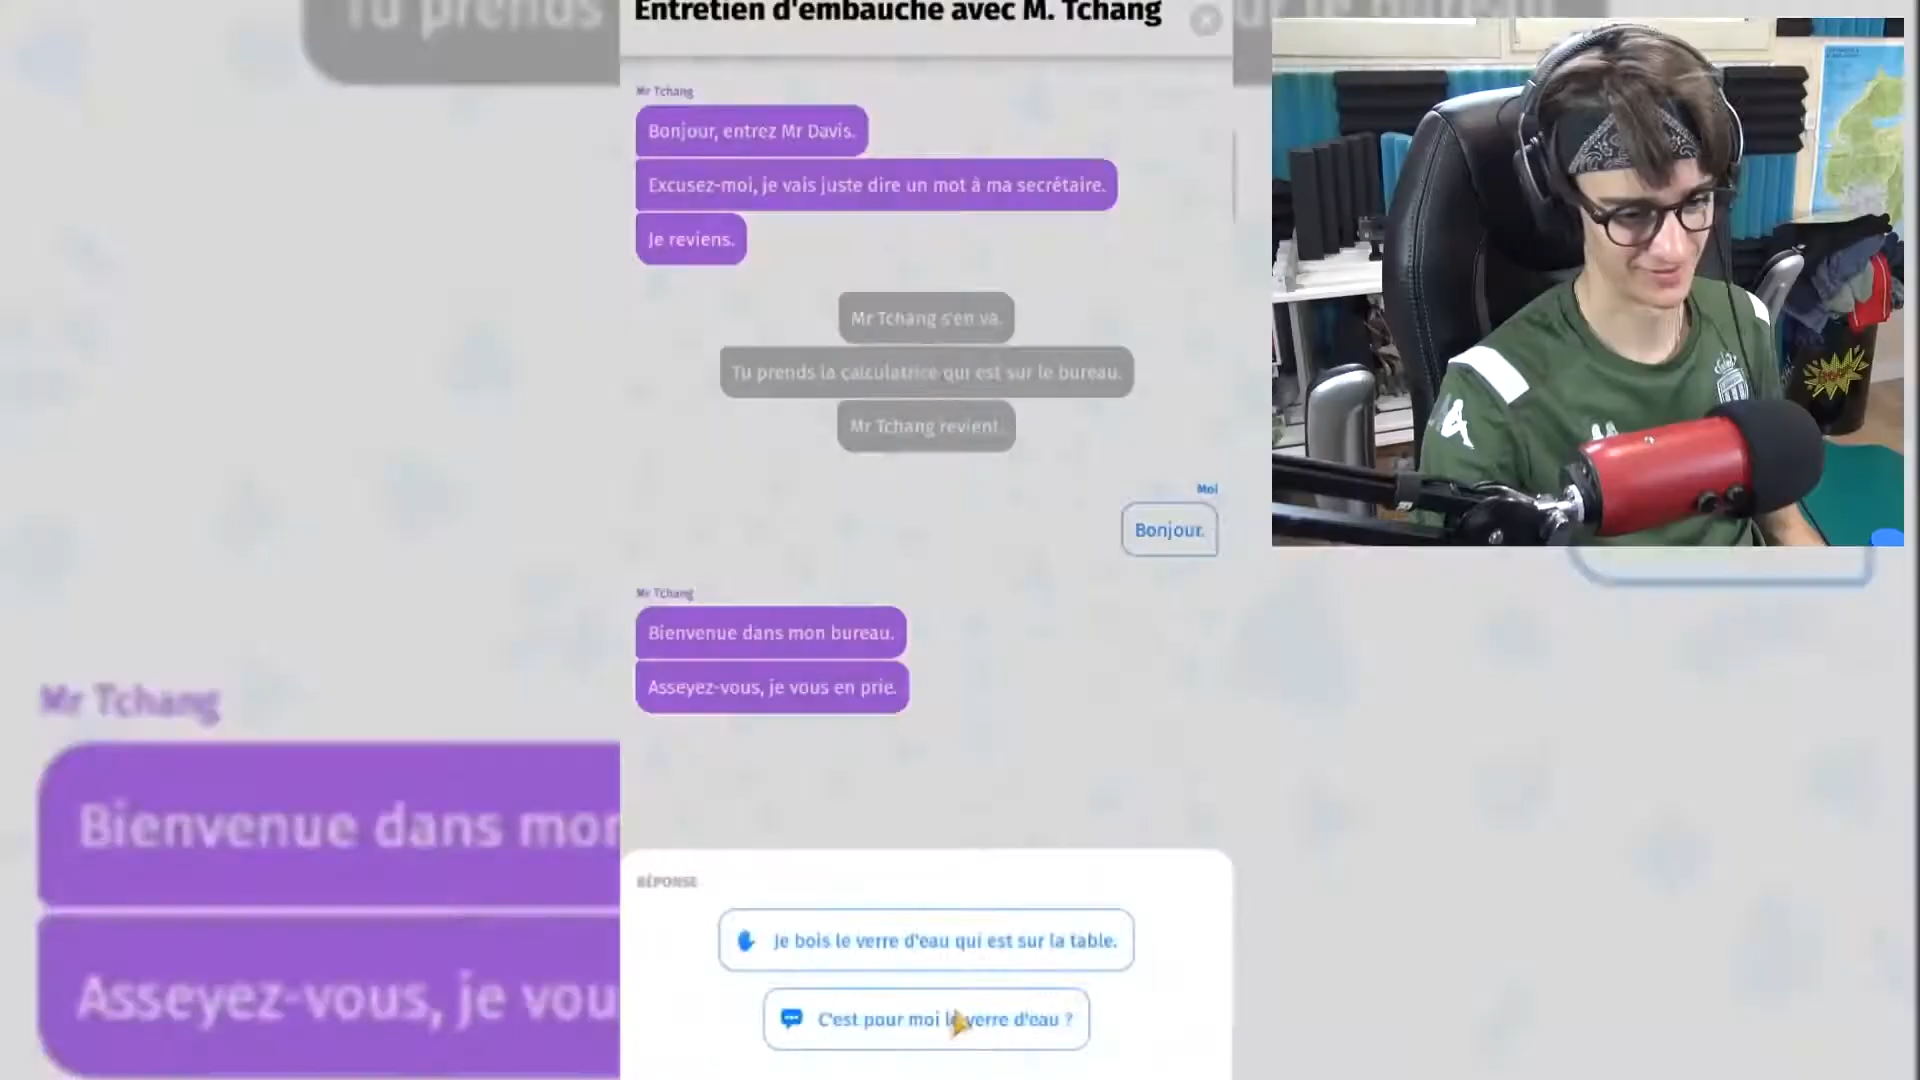 Tu prends
Entretien d'embauche avec M. Tchang
Mr Tchang
Bonjour, entrez Mr Davis.
Excusez-moi, je vais juste dire un mot à ma secrétaire.
Je reviens.
Mr Tchang s'en va.
Tu prends la calculatrice qui est sur le bureau.
Mr Tchang revient.
Moi
Bonjour.
Mr Tchang
Bienvenue dans mon bureau.
Asseyez-vous, je vous en prie.
Mr Tchang
Bienvenue dans mon
Asseyez-vous, je vou
RÉPONSE
Je bois le verre d'eau qui est sur la table.
C'est pour moi le verre d'eau ?